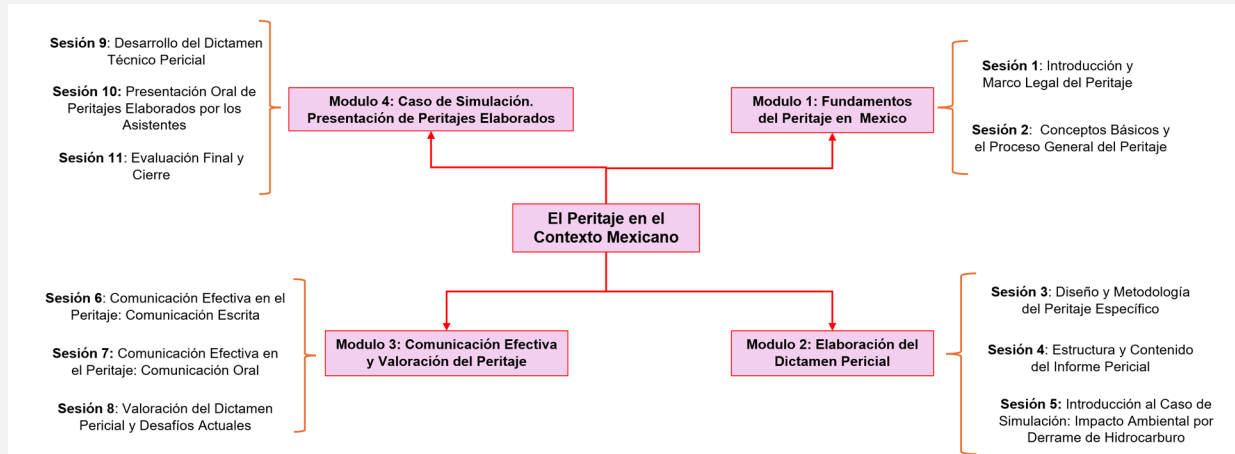 Sesión 9: Desarrollo del Dictamen
Técnico Pericial
Sesión 10: Presentación Oral de
Peritajes Elaborados por los
Asistentes
Sesión 11: Evaluación Final y
Cierre
Modulo 4: Caso de Simulación.
Presentación de Peritajes Elaborados
Modulo 1: Fundamentos
del Peritaje en Mexico
Sesión 1: Introducción y
Marco Legal del Peritaje
Sesión 2: Conceptos Básicos y
el Proceso General del Peritaje
El Peritaje en el
Contexto Mexicano
Sesión 6: Comunicación Efectiva en el
Peritaje: Comunicación Escrita
Sesión 7: Comunicación Efectiva en
el Peritaje: Comunicación Oral
Sesión 8: Valoración del Dictamen
Pericial y Desafíos Actuales
Modulo 3: Comunicación Efectiva
y Valoración del Peritaje
Modulo 2: Elaboración del
Dictamen Pericial
Sesión 3: Diseño y Metodología
del Peritaje Específico
Sesión 4: Estructura y Contenido
del Informe Pericial
Sesión 5: Introducción al Caso de
Simulación: Impacto Ambiental por
Derrame de Hidrocarburo